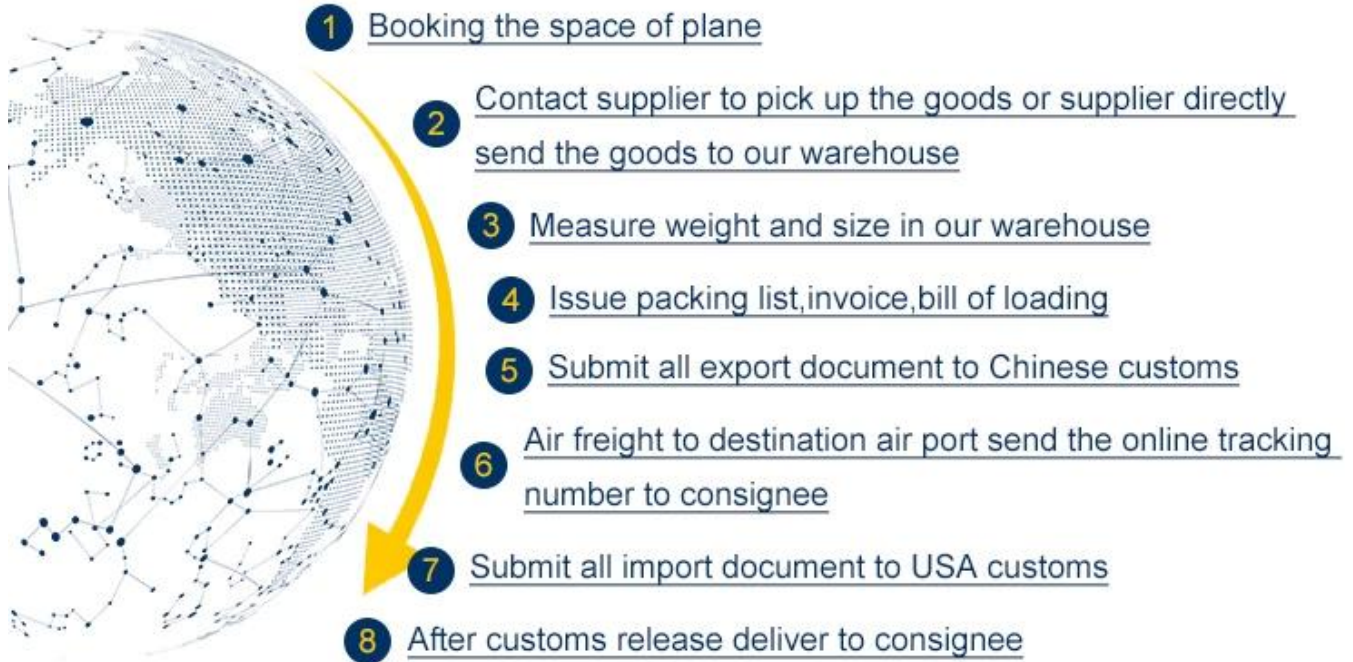 1 Booking the space of plane
2 Contact supplier to pick up the goods or supplier directly
send the goods to our warehouse
3 Measure weight and size in our warehouse
4 Issue packing list,invoice,bill of loading
5 Submit all export document to Chinese customs
6 Air freight to destination air port send the online tracking
number to consignee
7 Submit all import document to USA customs
8 After customs release deliver to consignee